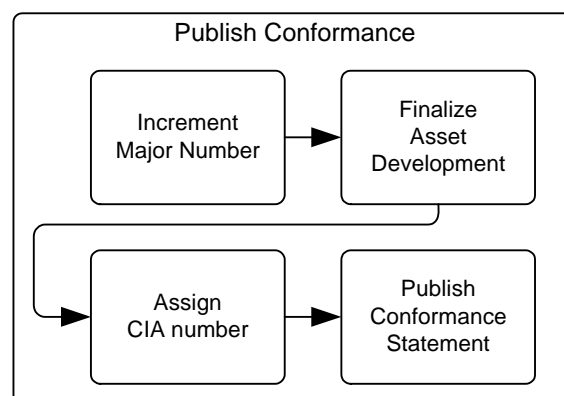 Publish Conformance
Increment
Major Number
Finalize
Asset
Development
Assign
CIA number
Publish
Conformance
Statement